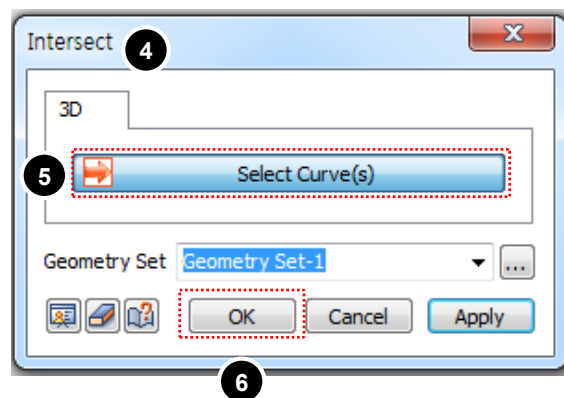 Intersect 4
3D
5 Select Curve(s)
Geometry Set Geometry Set-1 ...
OK Cancel Apply
6